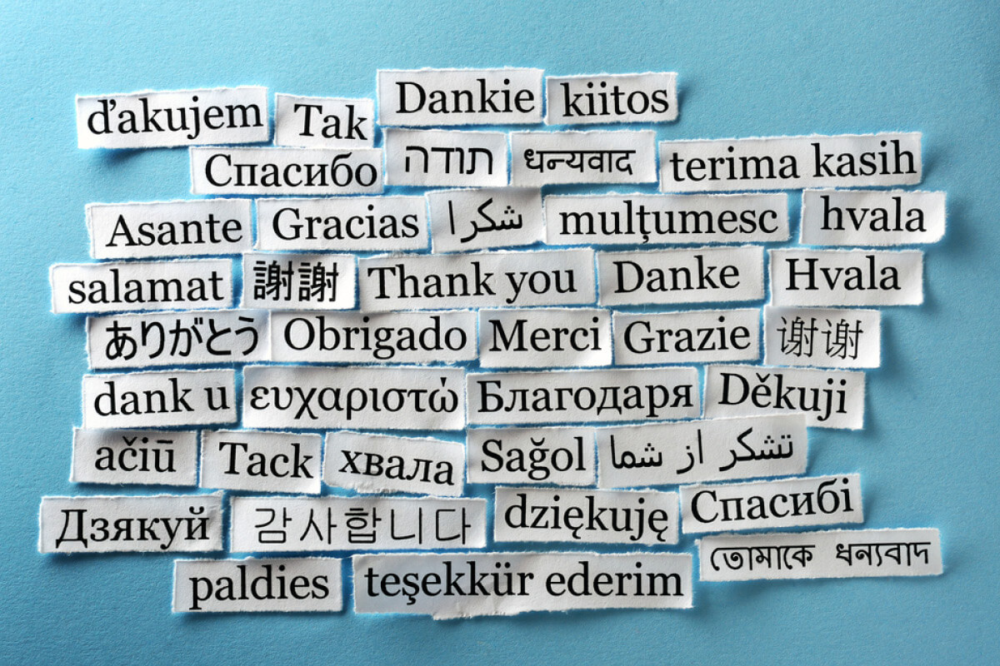 ďakujem Tak Dankie kiitos
Спасибо תודה धन्यवाद terima kasih
Asante Gracias شكرا mulțumesc hvala
salamat 謝謝 Thank you Danke Hvala
ありがとう Obrigado Merci Grazie 谢谢
dank u ευχαριστώ Благодаря Děkuji
ačiū Tack хвала Sağol تشکر از شما
Дзякуй 감사합니다 dziękuję Спасибі
paldies teşekkür ederim তোমাকে ধন্যবাদ